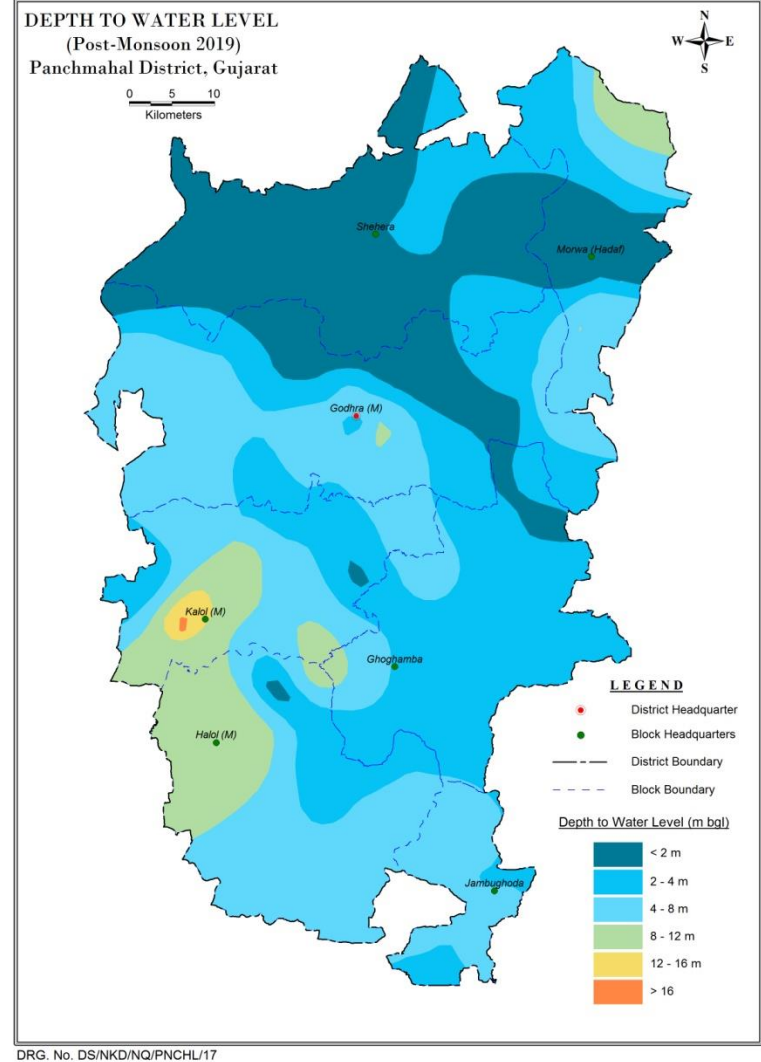 DEPTH TO WATER LEVEL
(Post-Monsoon 2019)
Panchmahal District, Gujarat
0 5 10
Kilometers
N
W E
S
Shehera
Morwa (Hadaf)
Godhra (M)
Kalol (M)
Ghoghamba
Halol (M)
Jambughoda
LEGEND
District Headquarter
Block Headquarters
District Boundary
Block Boundary
Depth to Water Level (m bgl)
< 2 m
2 - 4 m
4 - 8 m
8 - 12 m
12 - 16 m
> 16
DRG. No. DS/NKD/NQ/PNCHL/17